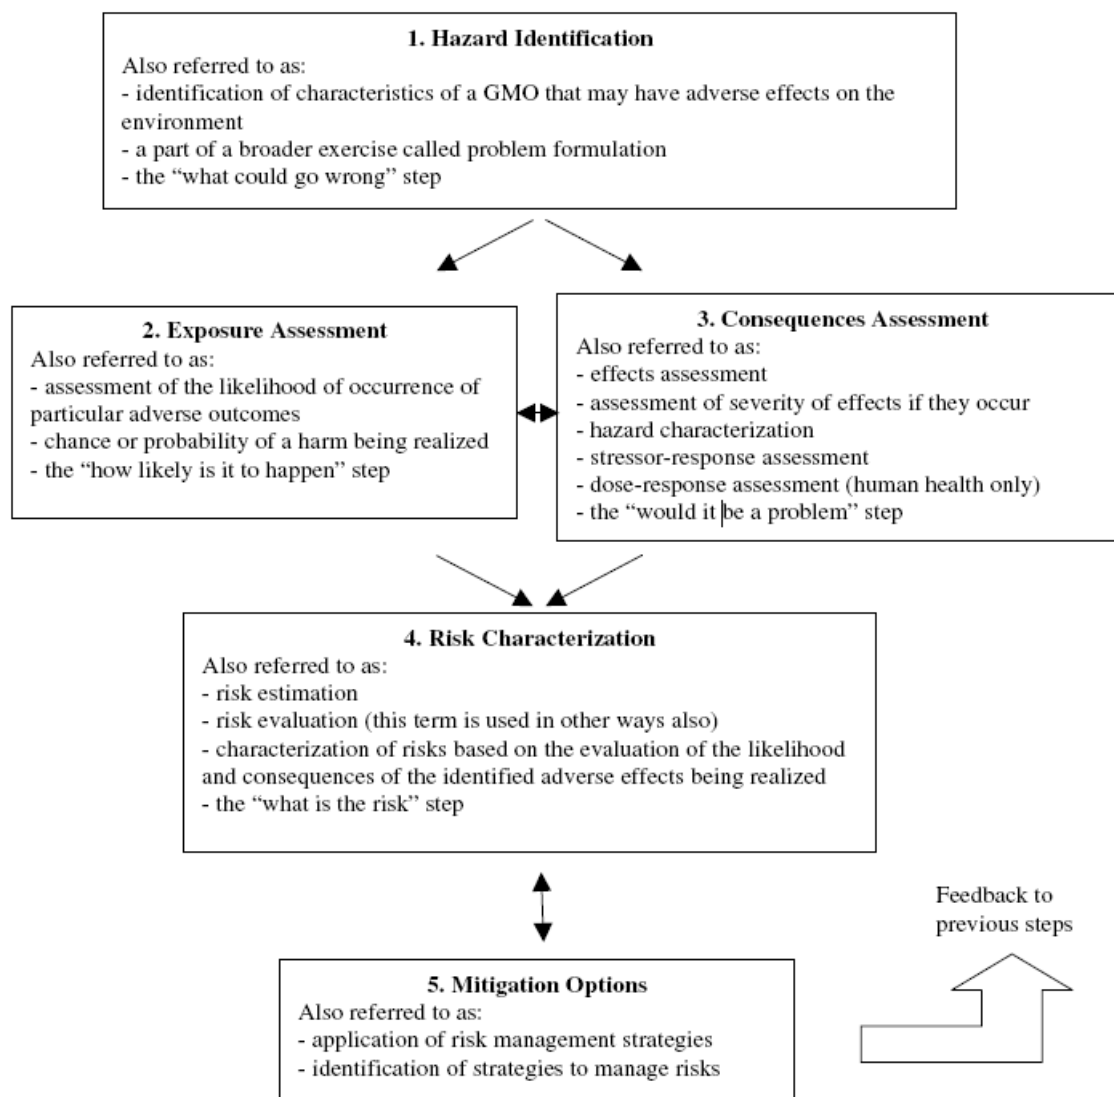 1. Hazard Identification
Also referred to as:
- identification of characteristics of a GMO that may have adverse effects on the
environment
- a part of a broader exercise called problem formulation
- the “what could go wrong” step
2. Exposure Assessment
Also referred to as:
- assessment of the likelihood of occurrence of
particular adverse outcomes
- chance or probability of a harm being realized
- the “how likely is it to happen” step
3. Consequences Assessment
Also referred to as:
- effects assessment
- assessment of severity of effects if they occur
- hazard characterization
- stressor-response assessment
- dose-response assessment (human health only)
- the “would it be a problem” step
4. Risk Characterization
Also referred to as:
- risk estimation
- risk evaluation (this term is used in other ways also)
- characterization of risks based on the evaluation of the likelihood
and consequences of the identified adverse effects being realized
- the “what is the risk” step
Feedback to
previous steps
5. Mitigation Options
Also referred to as:
- application of risk management strategies
- identification of strategies to manage risks